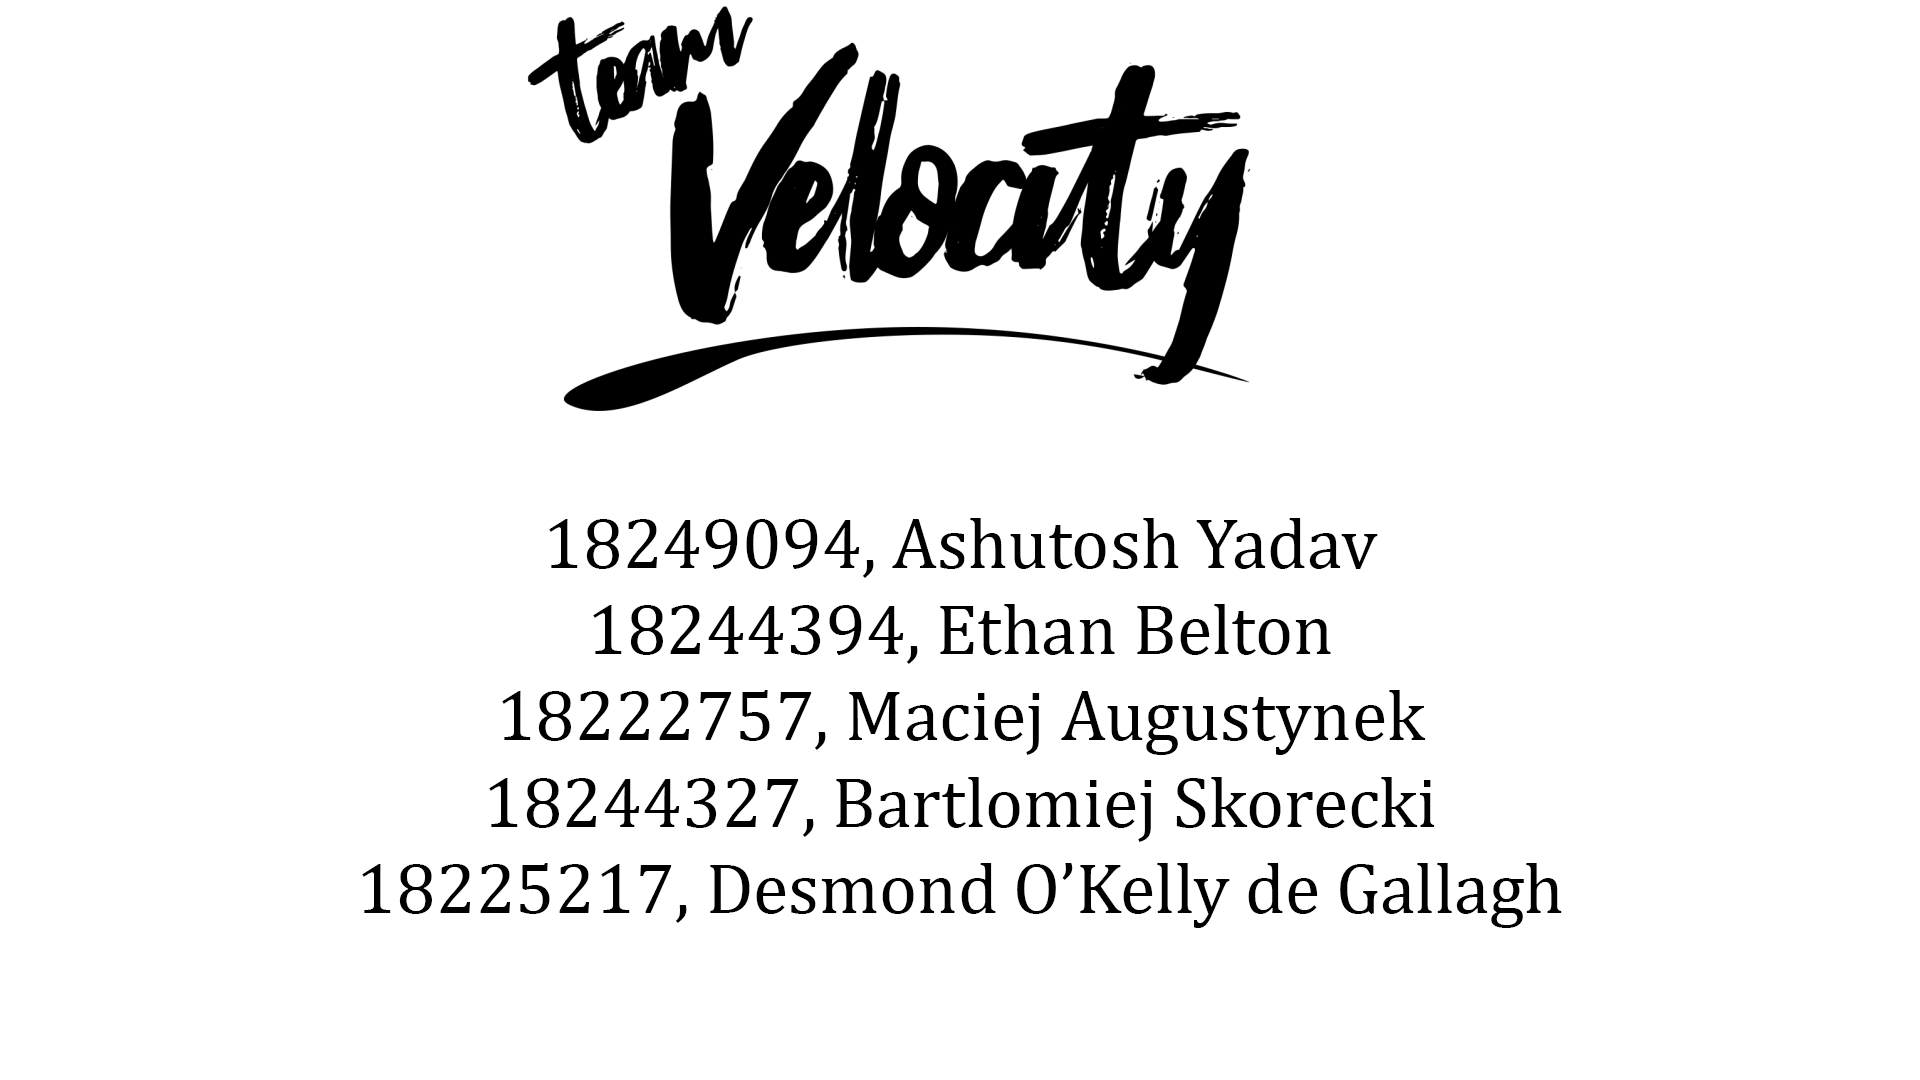 team
Velocity
18249094, Ashutosh Yadav
18244394, Ethan Belton
18222757, Maciej Augustynek
18244327, Bartlomiej Skorecki
18225217, Desmond O’Kelly de Gallagh